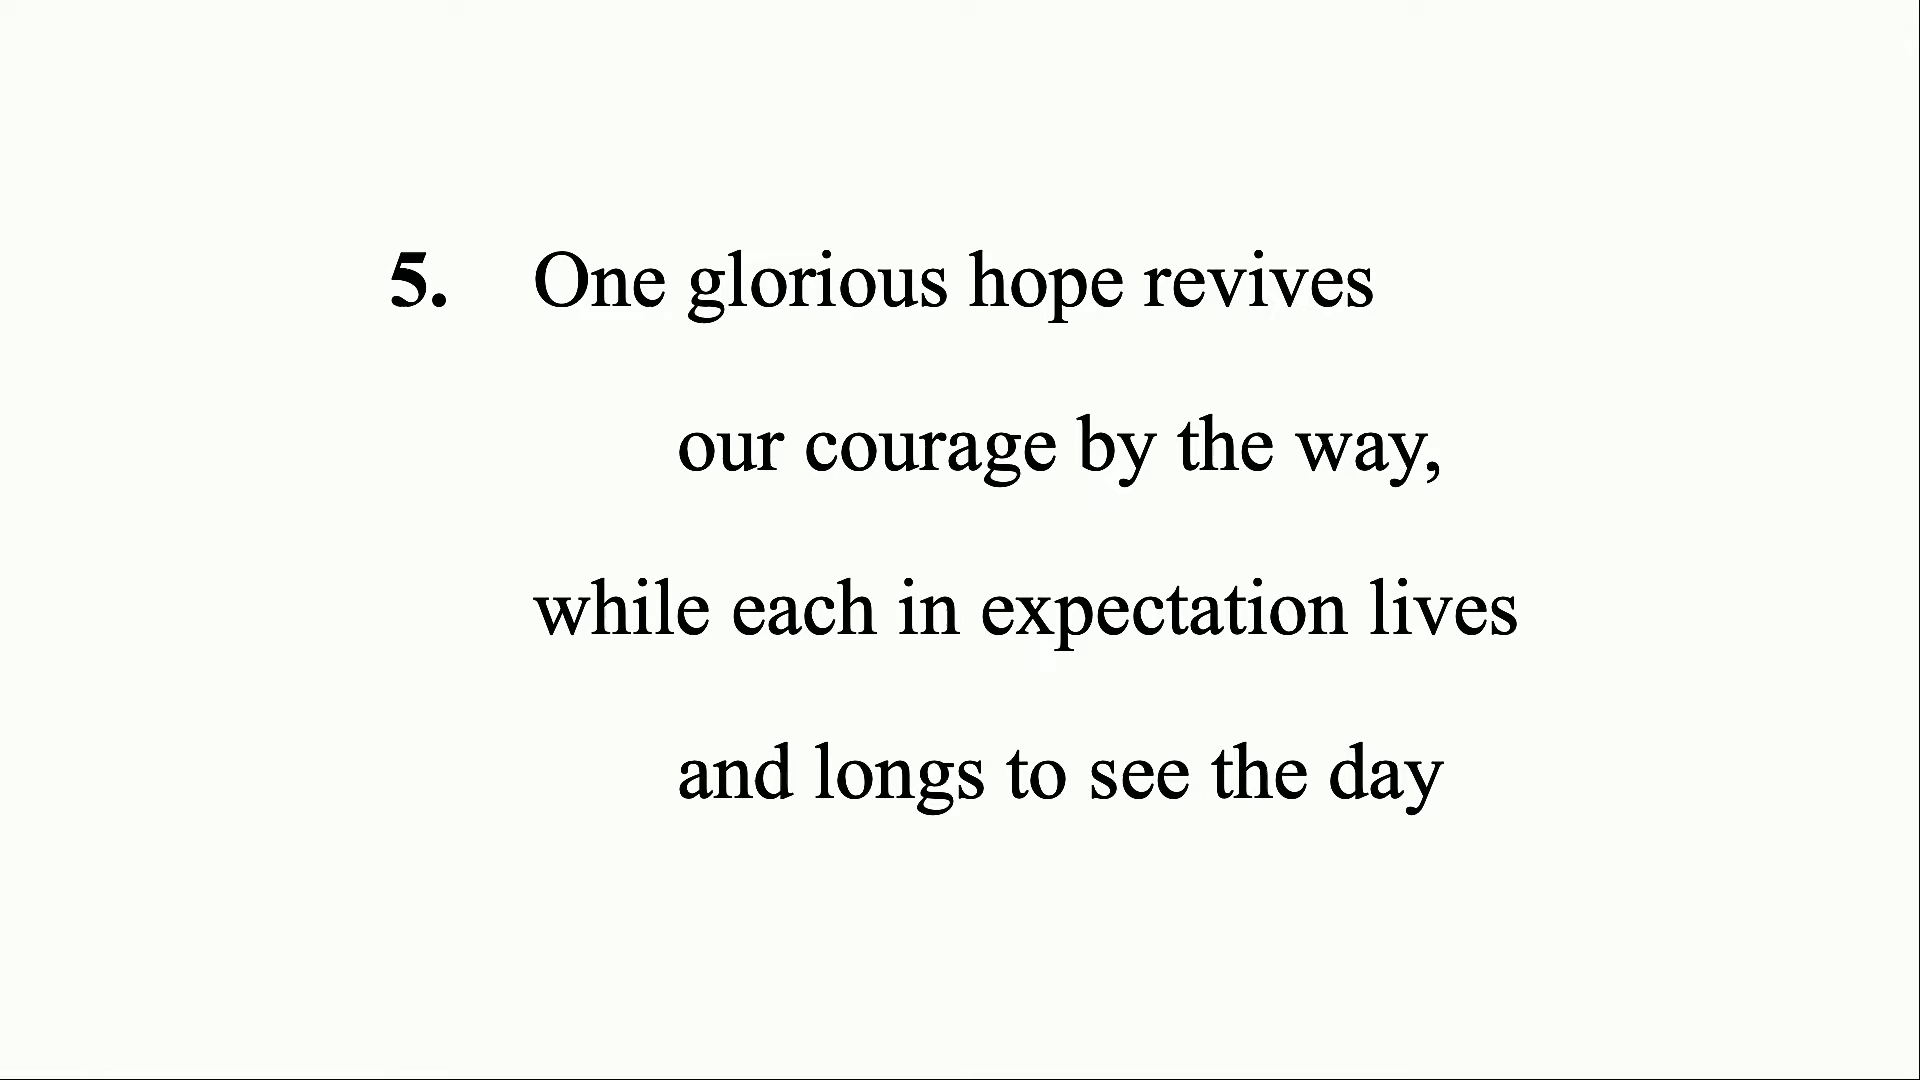 5. One glorious hope revives
our courage by the way,
while each in expectation lives
and longs to see the day